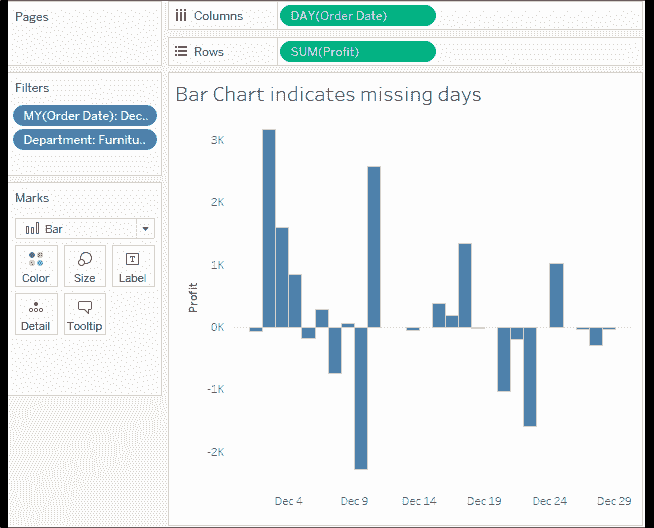 Pages
Columns
DAY(Order Date)
Rows
SUM(Profit)
Filters
MY(Order Date): Dec..
Department: Furnitu..
Marks
Bar
Color
Size
Label
Detail
Tooltip
Bar Chart indicates missing days
3K
2K
1K
0K
-1K
-2K
Profit
Dec 4
Dec 9
Dec 14
Dec 19
Dec 24
Dec 29